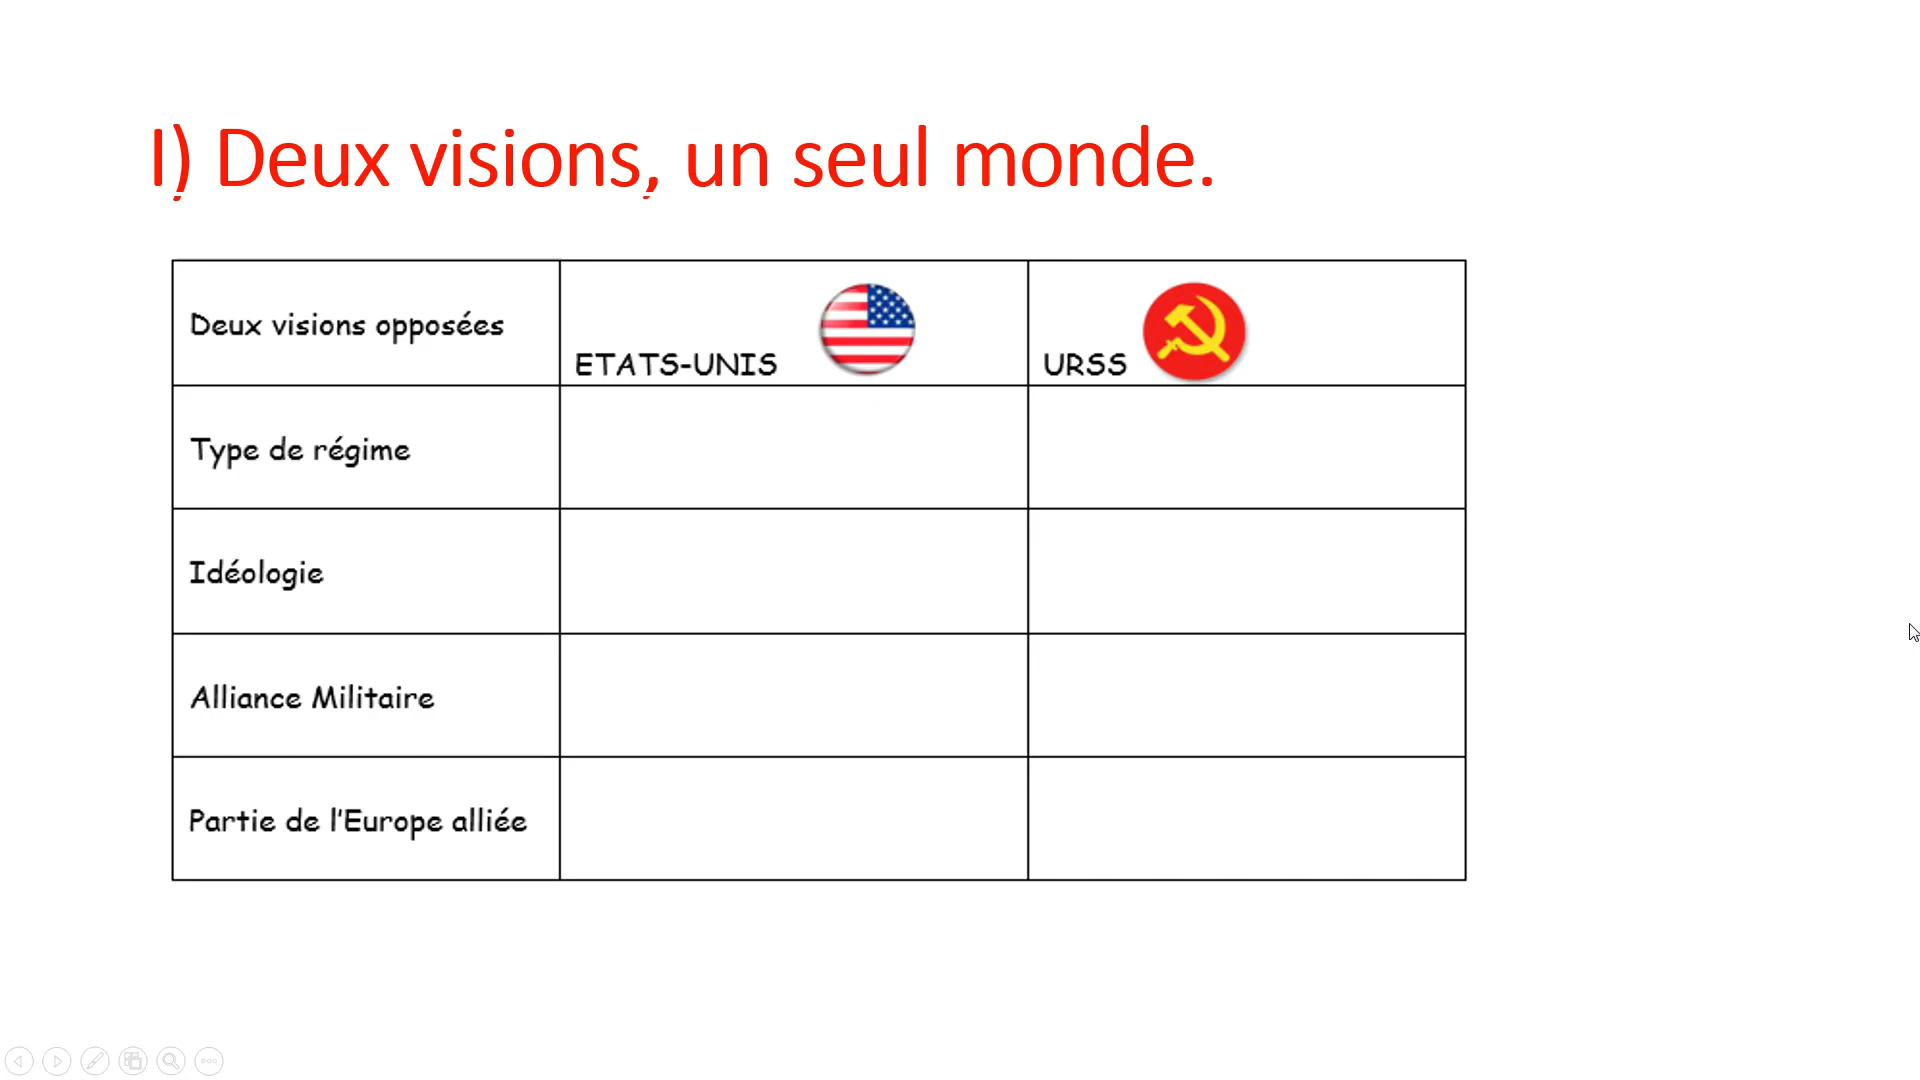 I) Deux visions, un seul monde.
Deux visions opposées
ETATS-UNIS
URSS
Type de régime
Idéologie
Alliance Militaire
Partie de l'Europe alliée